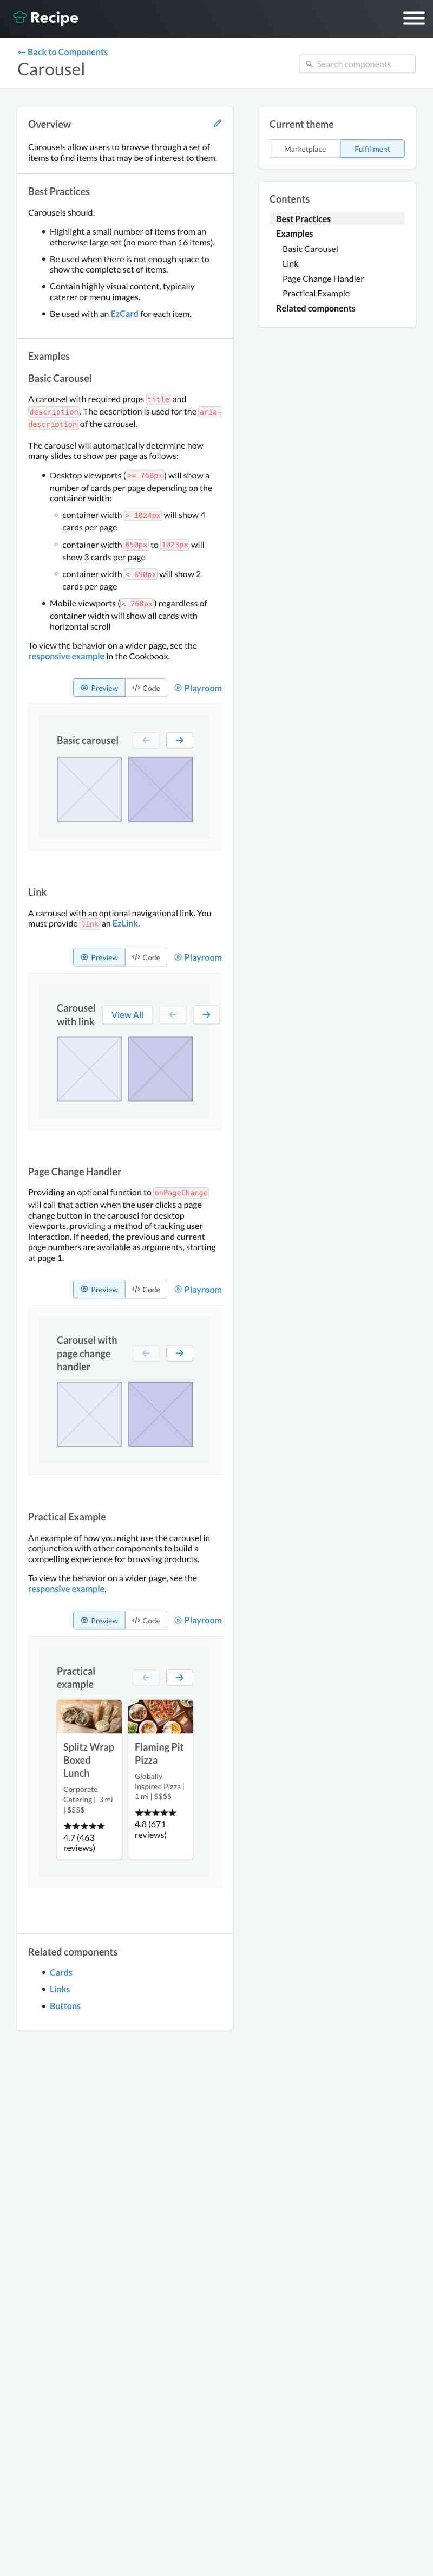 Recipe
← Back to Components
Carousel
Search components
Overview
Carousels allow users to browse through a set of
items to find items that may be of interest to them.
Best Practices
Carousels should:
Highlight a small number of items from an
otherwise large set (no more than 16 items).
Be used when there is not enough space to
show the complete set of items.
Contain highly visual content, typically
caterer or menu images.
Be used with an EzCard for each item.
Examples
Basic Carousel
A carousel with required props title and
description. The description is used for the aria-
description of the carousel.
The carousel will automatically determine how
many slides to show per page as follows:
Desktop viewports (>= 768px) will show a
number of cards per page depending on the
container width:
container width > 1024px will show 4
cards per page
container width 650px to 1023px will
show 3 cards per page
container width < 650px will show 2
cards per page
Mobile viewports (< 768px) regardless of
container width will show all cards with
horizontal scroll
To view the behavior on a wider page, see the
responsive example in the Cookbook.
Preview
Code
Playroom
Basic carousel
Link
A carousel with an optional navigational link. You
must provide link an EzLink.
Preview
Code
Playroom
Carousel
with link
View All
Page Change Handler
Providing an optional function to onPageChange
will call that action when the user clicks a page
change button in the carousel for desktop
viewports, providing a method of tracking user
interaction. If needed, the previous and current
page numbers are available as arguments, starting
at page 1.
Preview
Code
Playroom
Carousel with
page change
handler
Practical Example
An example of how you might use the carousel in
conjunction with other components to build a
compelling experience for browsing products.
To view the behavior on a wider page, see the
responsive example.
Preview
Code
Playroom
Practical
example
Splitz Wrap
Boxed
Lunch
Corporate
Catering | 3 mi
| $$$$
★★★★★
4.7 (463
reviews)
Flaming Pit
Pizza
Globally
Inspired Pizza |
1 mi | $$$$
★★★★★
4.8 (671
reviews)
Related components
Cards
Links
Buttons
Current theme
Marketplace
Fulfillment
Contents
Best Practices
Examples
Basic Carousel
Link
Page Change Handler
Practical Example
Related components